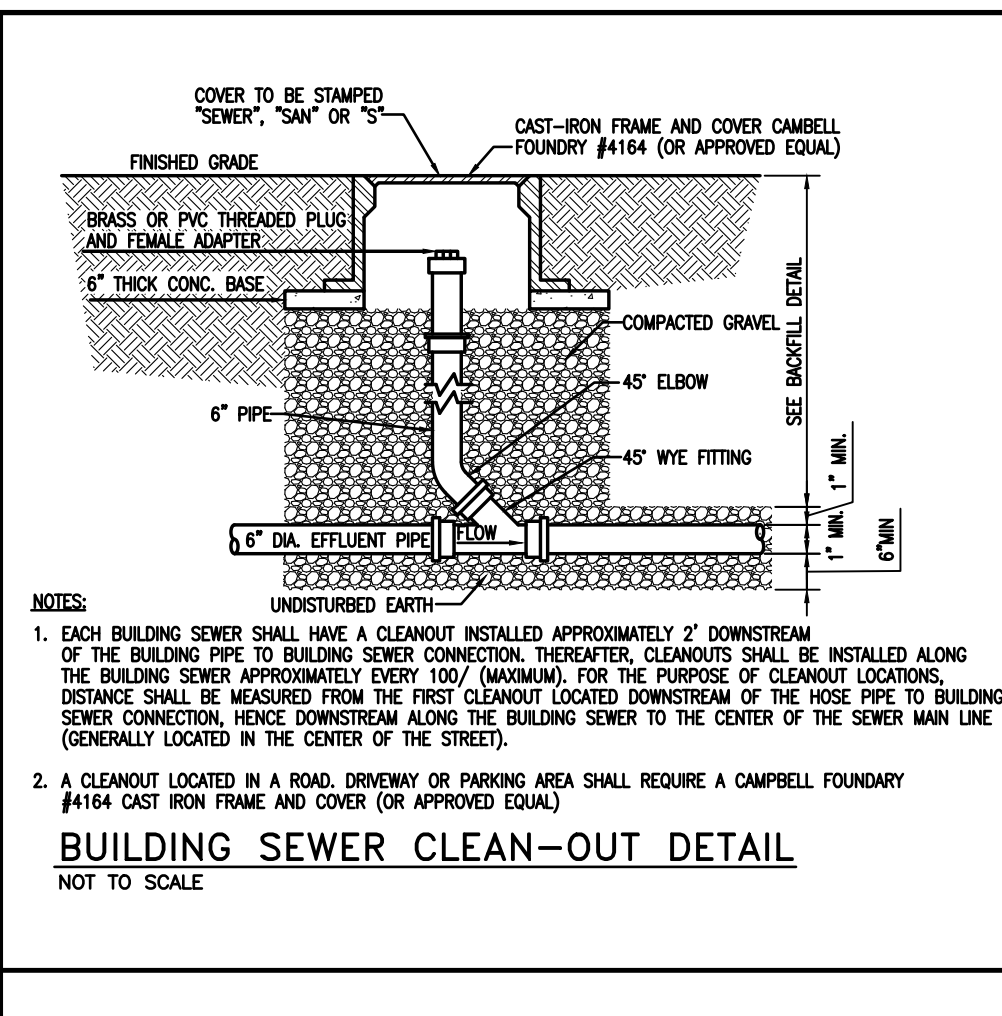 COVER TO BE STAMPED
"SEWER", "SAN" OR "S"
CAST-IRON FRAME AND COVER CAMBELL
FOUNDRY #4164 (OR APPROVED EQUAL)
FINISHED GRADE
BRASS OR PVC THREADED PLUG
AND FEMALE ADAPTER
6" THICK CONC. BASE
COMPACTED GRAVEL
SEE BACKFILL DETAIL
45° ELBOW
6" PIPE
45° WYE FITTING
1" MIN.
1" MIN.
6"MIN
6" DIA. EFFLUENT PIPE
FLOW
UNDISTURBED EARTH
NOTES:
1. EACH BUILDING SEWER SHALL HAVE A CLEANOUT INSTALLED APPROXIMATELY 2' DOWNSTREAM
OF THE BUILDING PIPE TO BUILDING SEWER CONNECTION. THEREAFTER, CLEANOUTS SHALL BE INSTALLED ALONG
THE BUILDING SEWER APPROXIMATELY EVERY 100/ (MAXIMUM). FOR THE PURPOSE OF CLEANOUT LOCATIONS,
DISTANCE SHALL BE MEASURED FROM THE FIRST CLEANOUT LOCATED DOWNSTREAM OF THE HOSE PIPE TO BUILDING
SEWER CONNECTION, HENCE DOWNSTREAM ALONG THE BUILDING SEWER TO THE CENTER OF THE SEWER MAIN LINE
(GENERALLY LOCATED IN THE CENTER OF THE STREET).
2. A CLEANOUT LOCATED IN A ROAD. DRIVEWAY OR PARKING AREA SHALL REQUIRE A CAMPBELL FOUNDARY
#4164 CAST IRON FRAME AND COVER (OR APPROVED EQUAL)
BUILDING SEWER CLEAN-OUT DETAIL
NOT TO SCALE